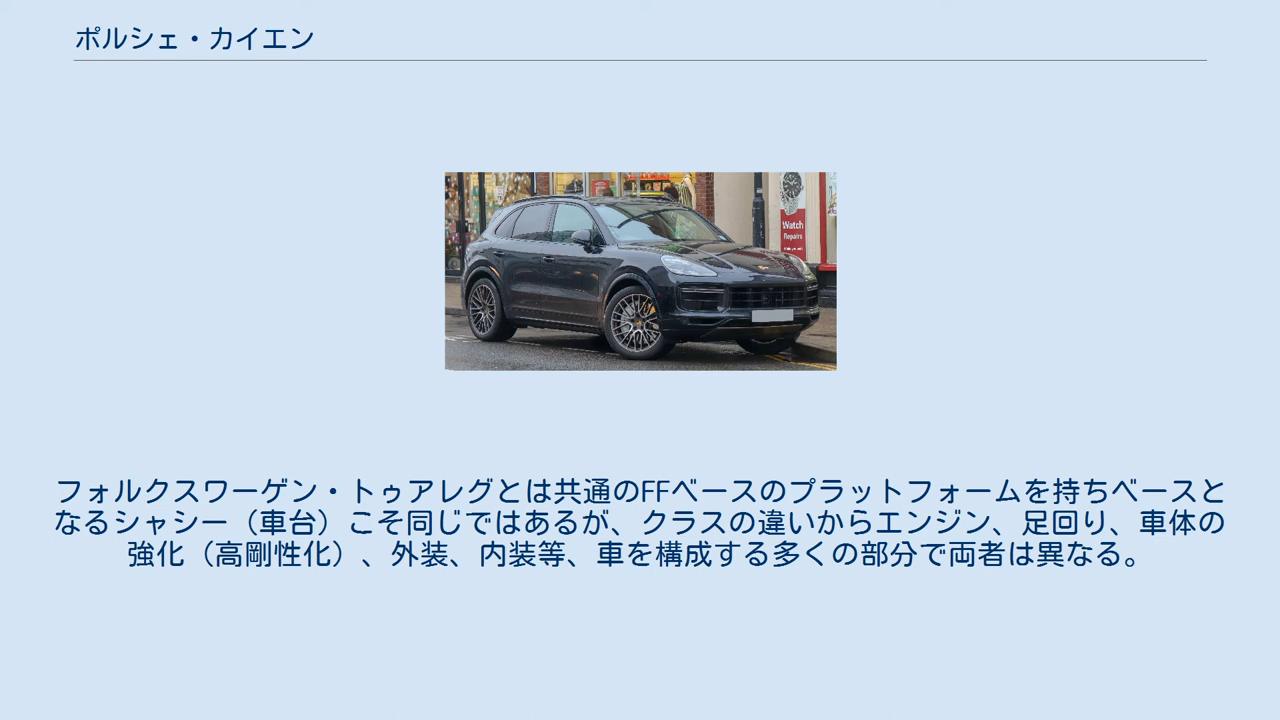 ポルシェ・カイエン
Watch
Repairs
フォルクスワーゲン・トゥアレグとは共通のFFベースのプラットフォームを持ちベースと
なるシャシー（車台）こそ同じではあるが、クラスの違いからエンジン、足回り、車体の
強化（高剛性化）、外装、内装等、車を構成する多くの部分で両者は異なる。